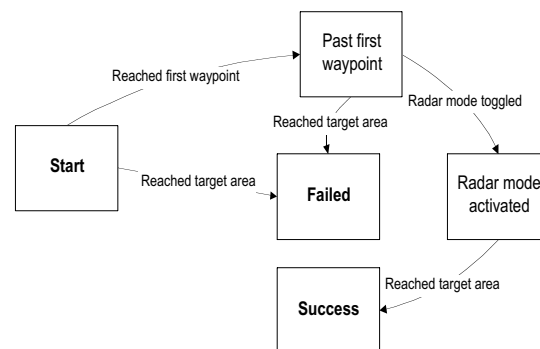 Past first
waypoint
Reached first waypoint
Radar mode toggled
Reached target area
Start
Reached target area
Failed
Radar mode
activated
Reached target area
Success